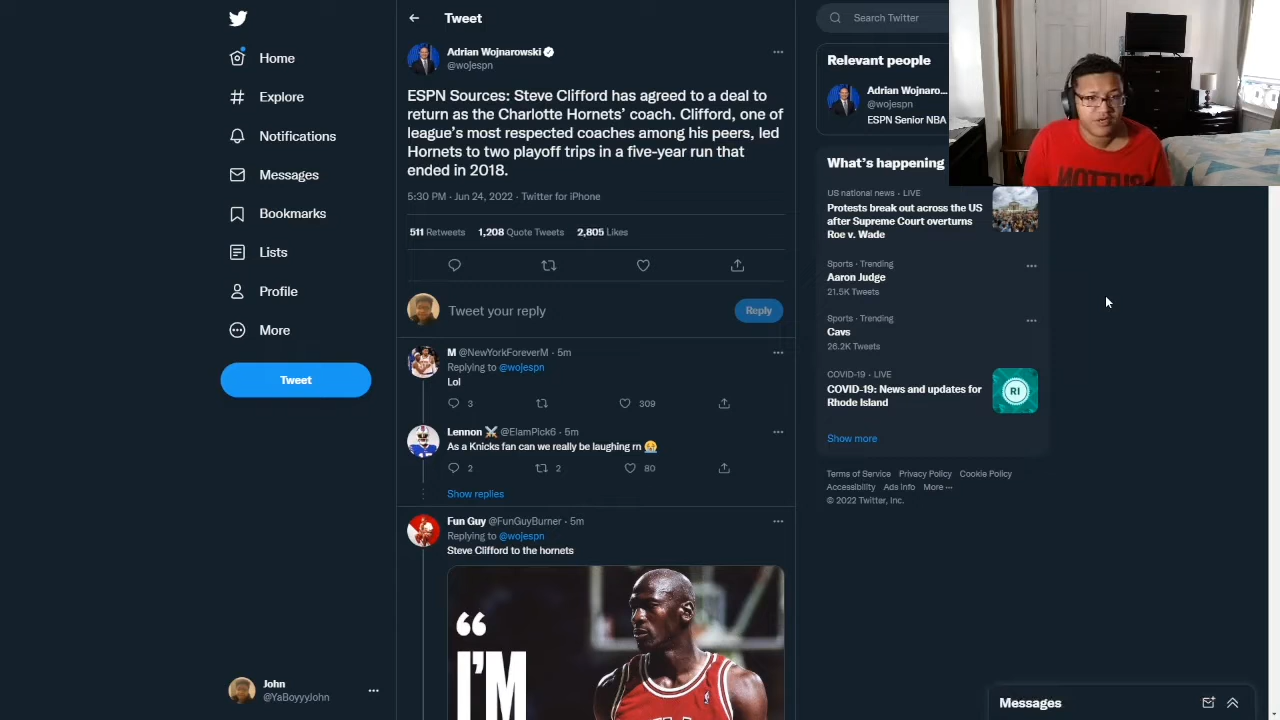 Home
Explore
Notifications
Messages
Bookmarks
Lists
Profile
More
Tweet
John
@YaBoyyyJohn
Tweet
Adrian Wojnarowski
@wojespn
ESPN Sources: Steve Clifford has agreed to a deal to
return as the Charlotte Hornets' coach. Clifford, one of
league's most respected coaches among his peers, led
Hornets to two playoff trips in a five-year run that
ended in 2018.
5:30 PM · Jun 24, 2022 · Twitter for iPhone
511 Retweets 1,208 Quote Tweets 2,805 Likes
Tweet your reply
Reply
M @NewYorkForeverM · 5m
Replying to @wojespn
Lol
3 309
Lennon ⚔️ @ElamPick6 · 5m
As a Knicks fan can we really be laughing rn 😭
2 2 80
Show replies
Fun Guy @FunGuyBurner · 5m
Replying to @wojespn
Steve Clifford to the hornets
“
I'M
Search Twitter
Relevant people
Adrian Wojnaro...
@wojespn
ESPN Senior NBA
What's happening
US national news · LIVE
Protests break out across the US
after Supreme Court overturns
Roe v. Wade
Sports · Trending
Aaron Judge
21.5K Tweets
Sports · Trending
Cavs
26.2K Tweets
COVID-19 · LIVE
COVID-19: News and updates for
Rhode Island
RI
Show more
Terms of Service Privacy Policy Cookie Policy
Accessibility Ads info More ···
© 2022 Twitter, Inc.
Messages